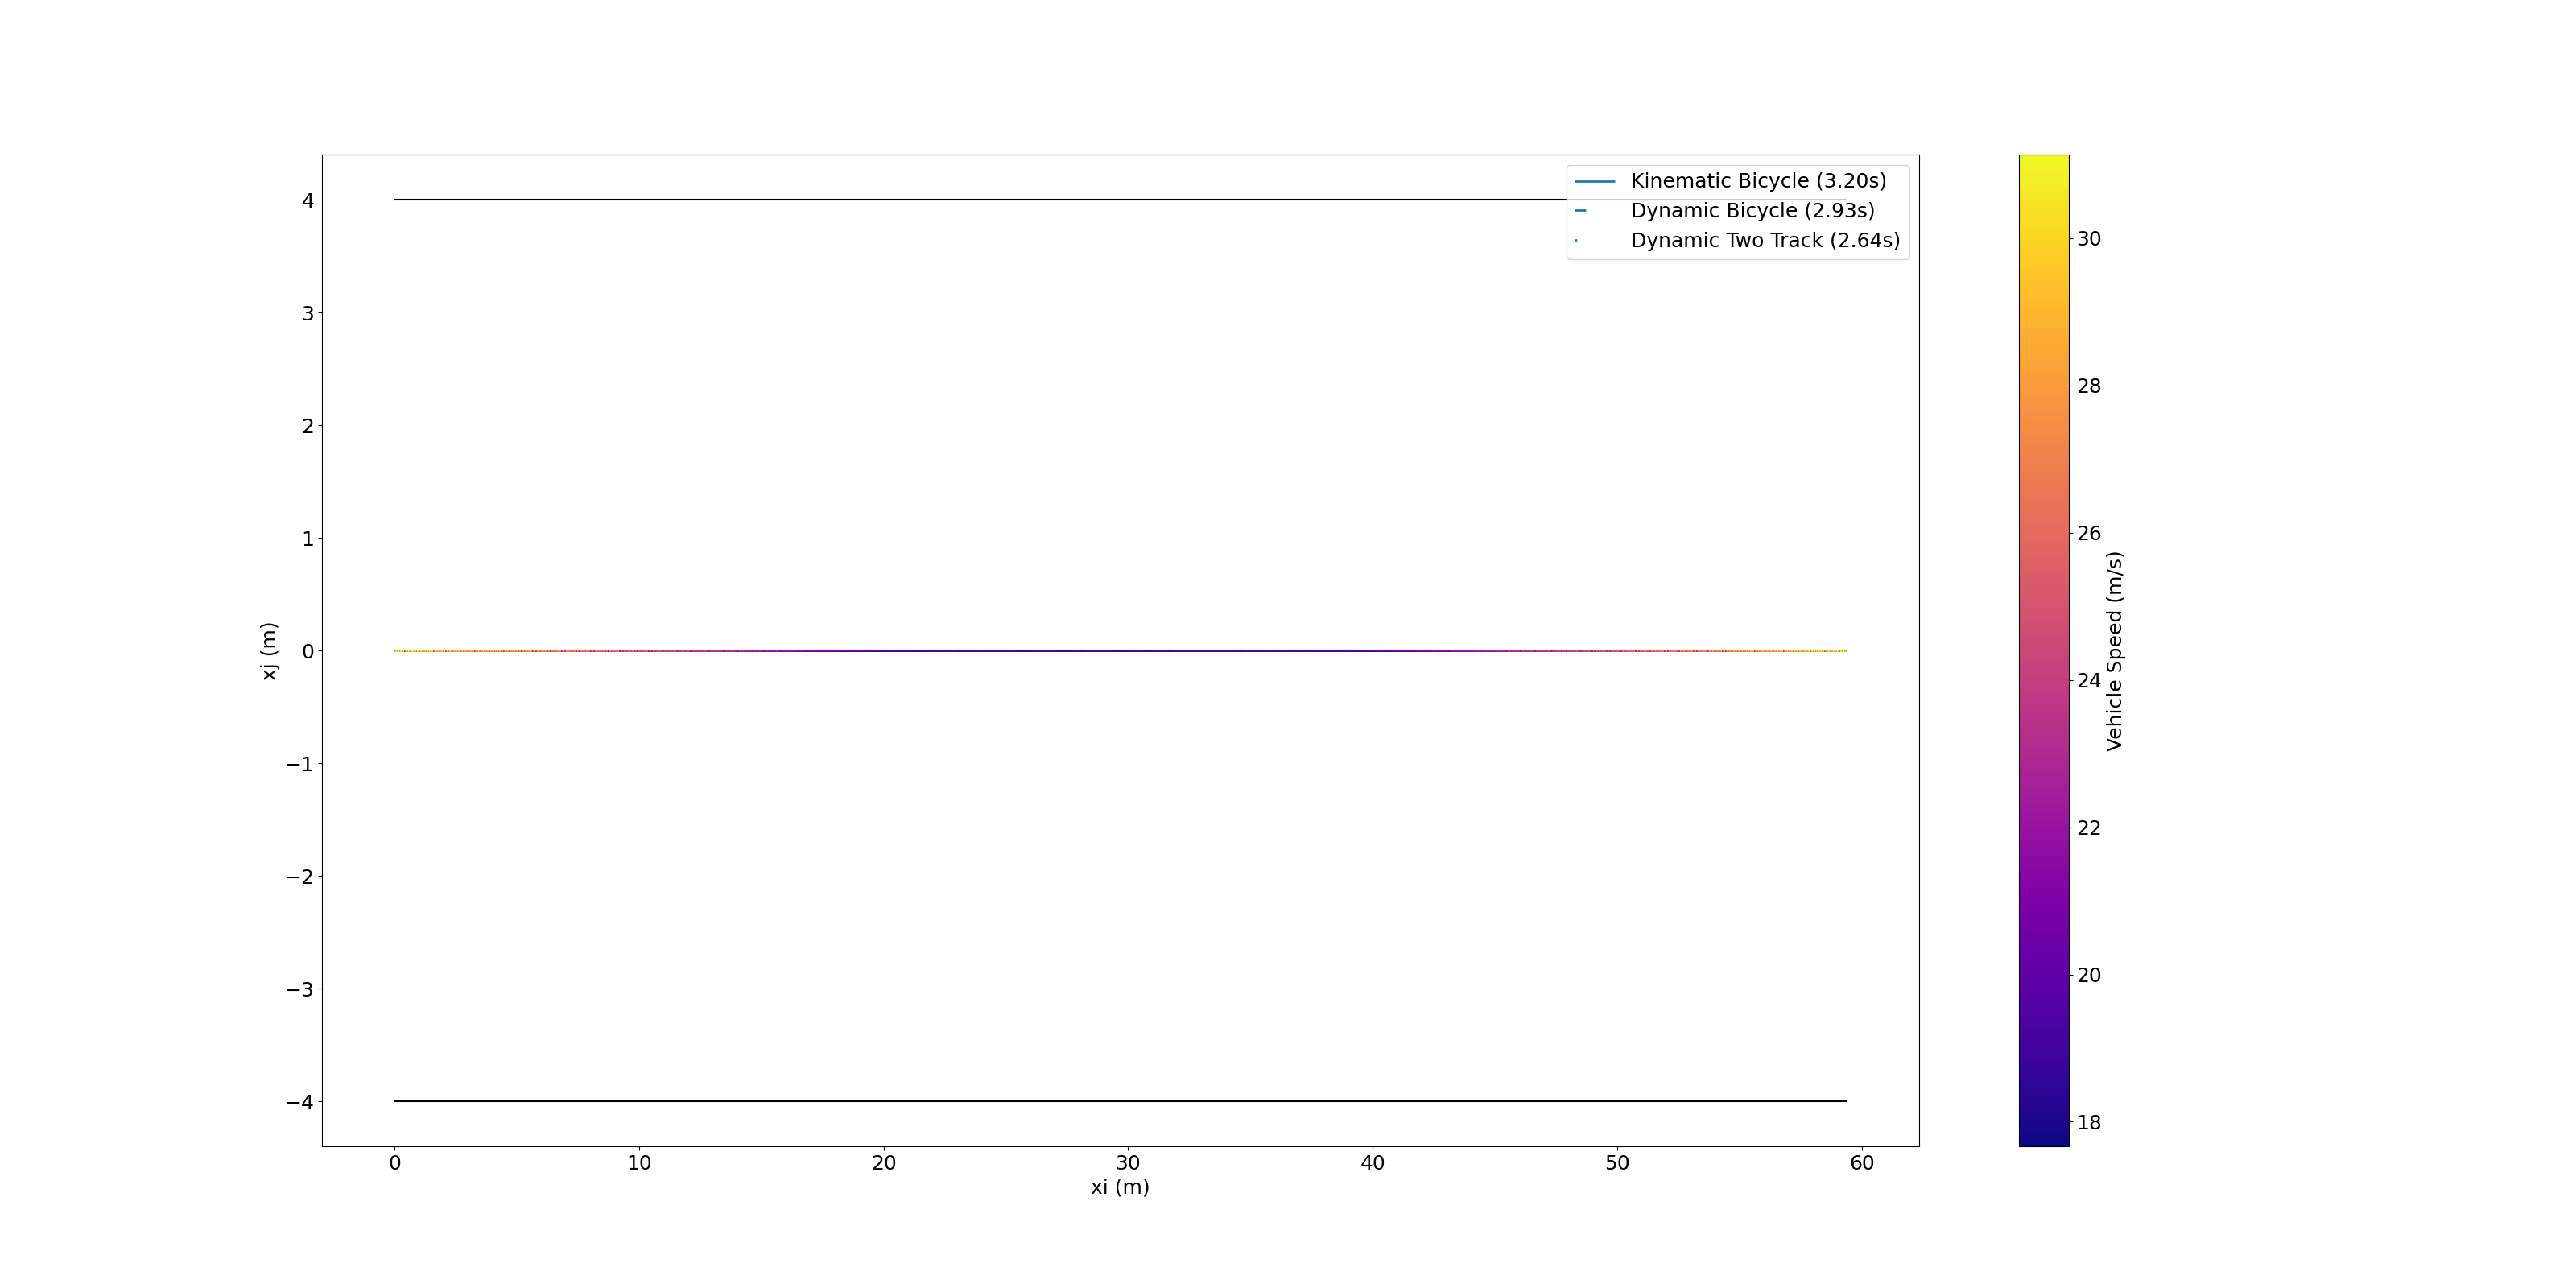 Kinematic Bicycle (3.20s)
Dynamic Bicycle (2.93s)
Dynamic Two Track (2.64s)
4
3
2
1
0
−1
−2
−3
−4
xj (m)
0 10 20 30 40 50 60
xi (m)
30
28
26
24
22
20
18
Vehicle Speed (m/s)